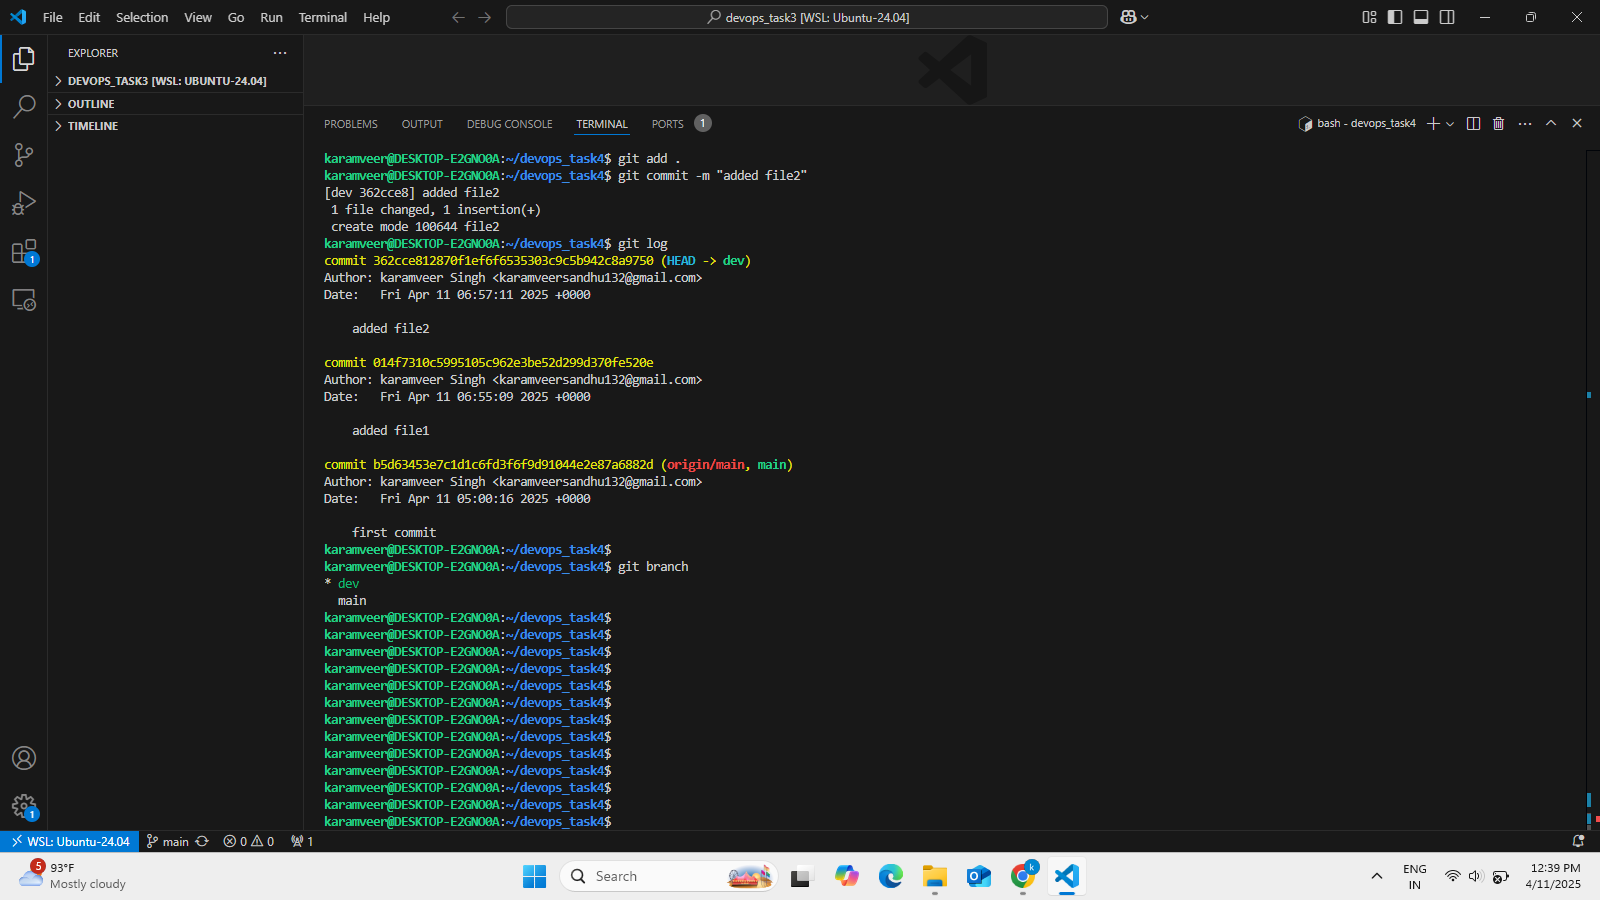 File Edit Selection View Go Run Terminal Help
devops_task3 [WSL: Ubuntu-24.04]
EXPLORER
DEVOPS_TASK3 [WSL: UBUNTU-24.04]
OUTLINE
TIMELINE
PROBLEMS OUTPUT DEBUG CONSOLE TERMINAL PORTS 1
bash - devops_task4
karamveer@DESKTOP-E2GNO0A:~/devops_task4$ git add .
karamveer@DESKTOP-E2GNO0A:~/devops_task4$ git commit -m "added file2"
[dev 362cce8] added file2
1 file changed, 1 insertion(+)
create mode 100644 file2
karamveer@DESKTOP-E2GNO0A:~/devops_task4$ git log
commit 362cce812870f1ef6f6535303c9c5b942c8a9750 (HEAD -> dev)
Author: karamveer Singh <karamveersandhu132@gmail.com>
Date:   Fri Apr 11 06:57:11 2025 +0000
added file2
commit 014f7310c5995105c962e3be52d299d370fe520e
Author: karamveer Singh <karamveersandhu132@gmail.com>
Date:   Fri Apr 11 06:55:09 2025 +0000
added file1
commit b5d63453e7c1d1c6fd3f6f9d91044e2e87a6882d (origin/main, main)
Author: karamveer Singh <karamveersandhu132@gmail.com>
Date:   Fri Apr 11 05:00:16 2025 +0000
first commit
karamveer@DESKTOP-E2GNO0A:~/devops_task4$
karamveer@DESKTOP-E2GNO0A:~/devops_task4$ git branch
* dev
main
karamveer@DESKTOP-E2GNO0A:~/devops_task4$
karamveer@DESKTOP-E2GNO0A:~/devops_task4$
karamveer@DESKTOP-E2GNO0A:~/devops_task4$
karamveer@DESKTOP-E2GNO0A:~/devops_task4$
karamveer@DESKTOP-E2GNO0A:~/devops_task4$
karamveer@DESKTOP-E2GNO0A:~/devops_task4$
karamveer@DESKTOP-E2GNO0A:~/devops_task4$
karamveer@DESKTOP-E2GNO0A:~/devops_task4$
karamveer@DESKTOP-E2GNO0A:~/devops_task4$
karamveer@DESKTOP-E2GNO0A:~/devops_task4$
karamveer@DESKTOP-E2GNO0A:~/devops_task4$
karamveer@DESKTOP-E2GNO0A:~/devops_task4$
karamveer@DESKTOP-E2GNO0A:~/devops_task4$
1
1
WSL: Ubuntu-24.04 main 0 0 1
5
93°F
Mostly cloudy
Search
k
ENG
IN
12:39 PM
4/11/2025